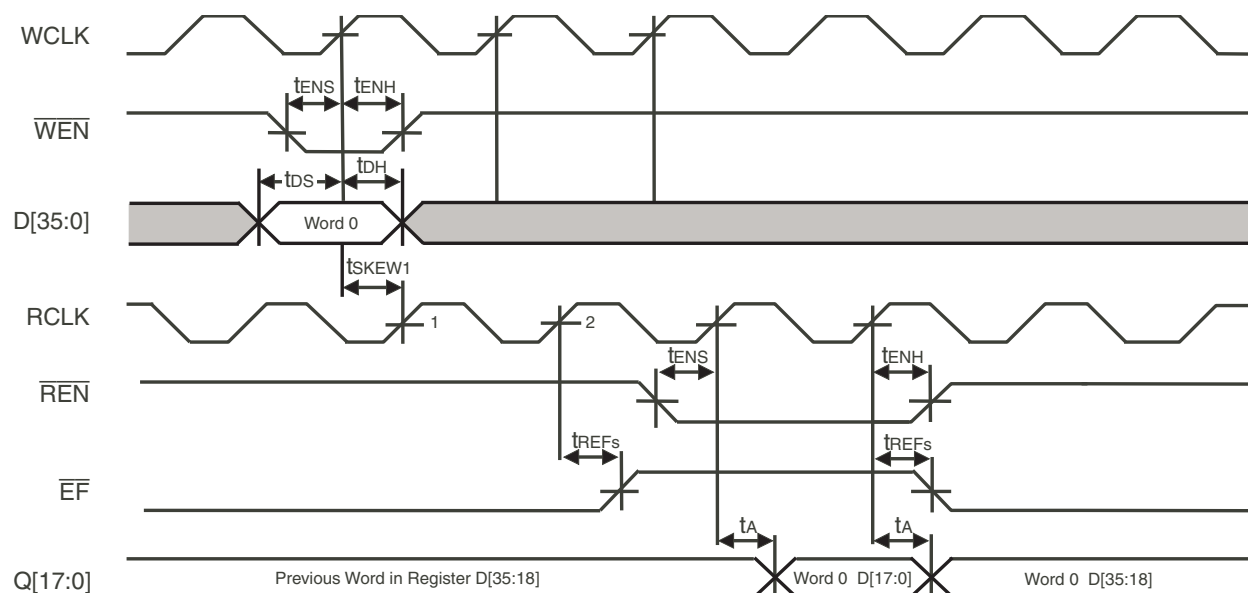 WCLK
tENS tENH
WEN
tDS tDH
D[35:0] Word 0
tSKEW1
RCLK 1 2
tENS tENH
REN
tREFs tREFs
EF
tA tA
Q[17:0] Previous Word in Register D[35:18] Word 0 D[17:0] Word 0 D[35:18]